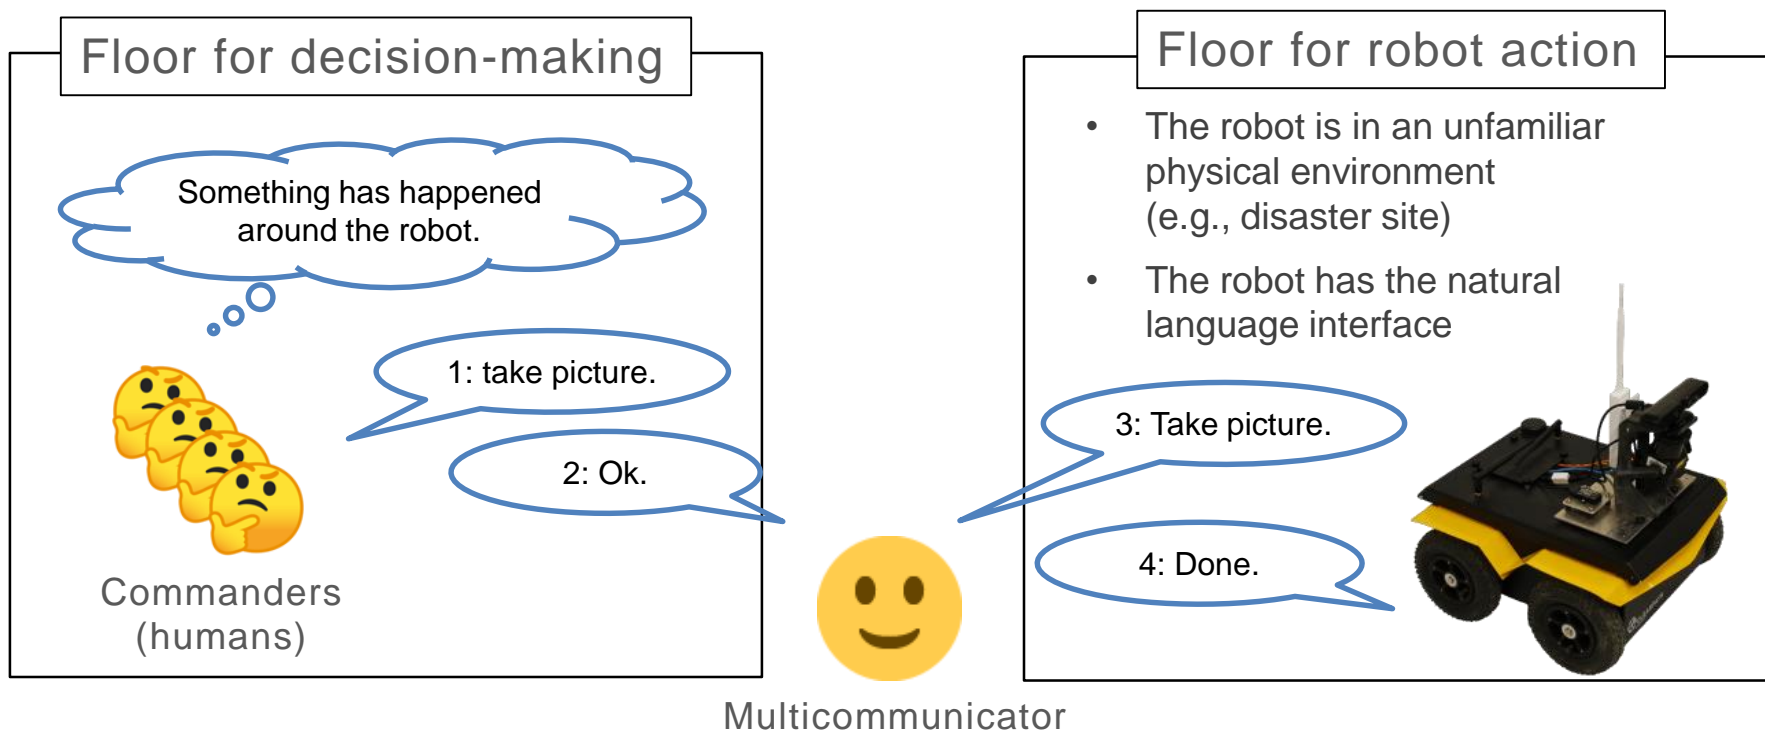 Floor for decision-making
Something has happened
around the robot.
1: take picture.
2: Ok.
Commanders
(humans)
Multicommunicator
Floor for robot action
• The robot is in an unfamiliar
physical environment
(e.g., disaster site)
• The robot has the natural
language interface
3: Take picture.
4: Done.